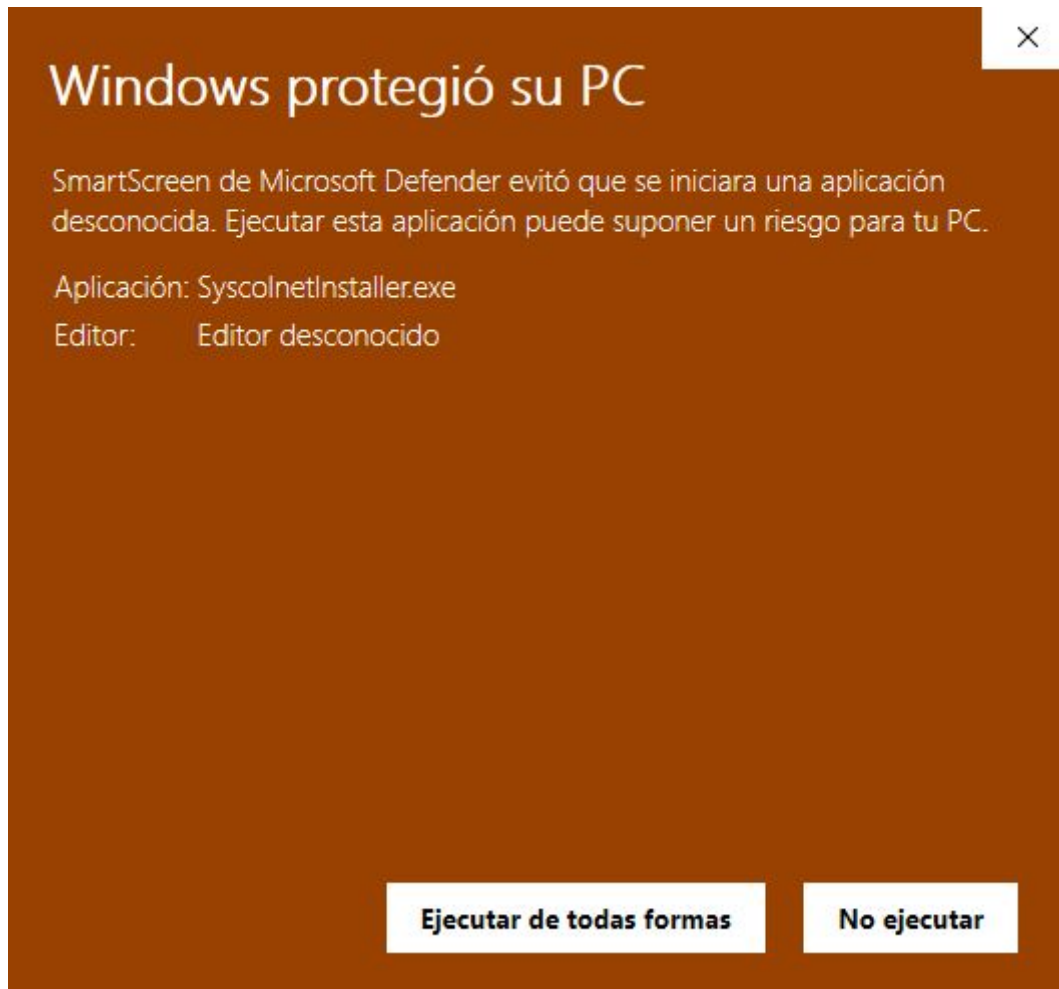 Windows protegió su PC
SmartScreen de Microsoft Defender evitó que se iniciara una aplicación
desconocida. Ejecutar esta aplicación puede suponer un riesgo para tu PC.
Aplicación: SyscolnetInstaller.exe
Editor: Editor desconocido
Ejecutar de todas formas
No ejecutar